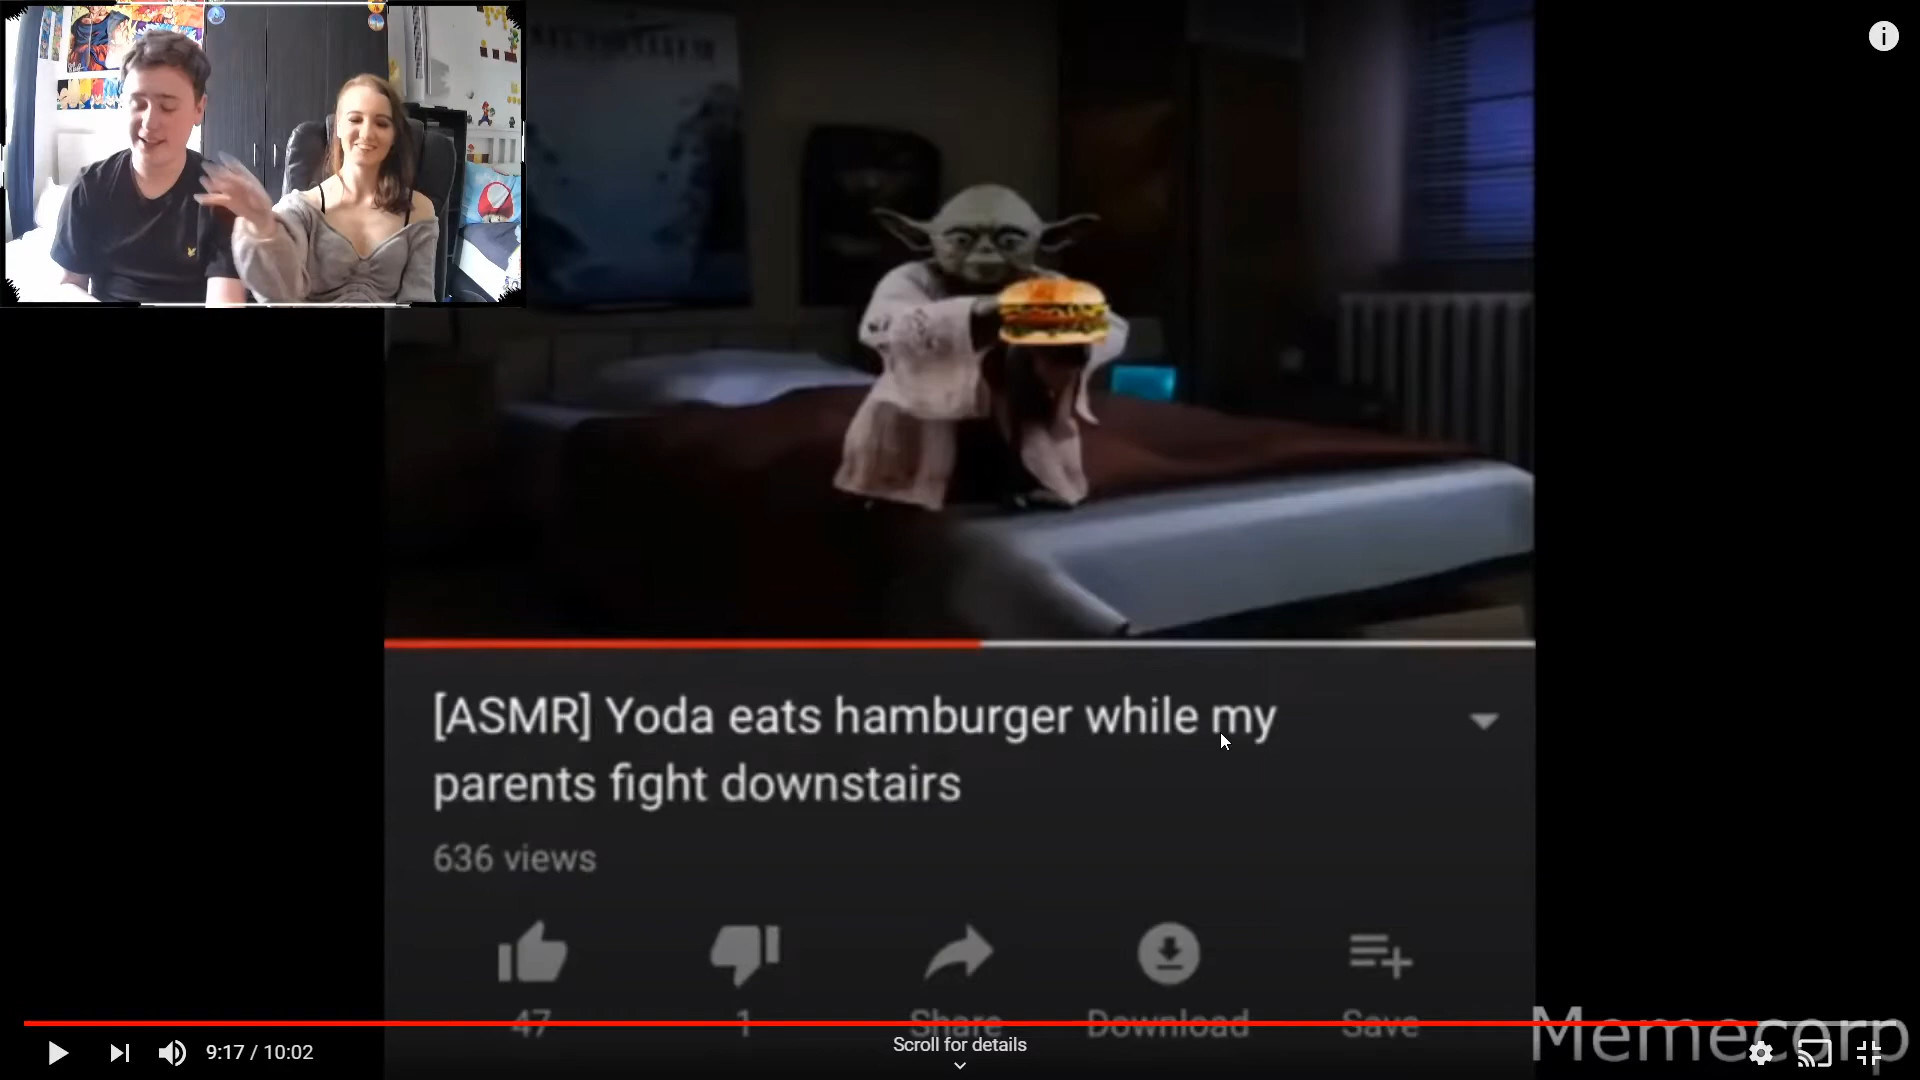 [ASMR] Yoda eats hamburger while my
parents fight downstairs
636 views
47
1
Share
Download
Save
Memecorp
9:17 / 10:02
Scroll for details